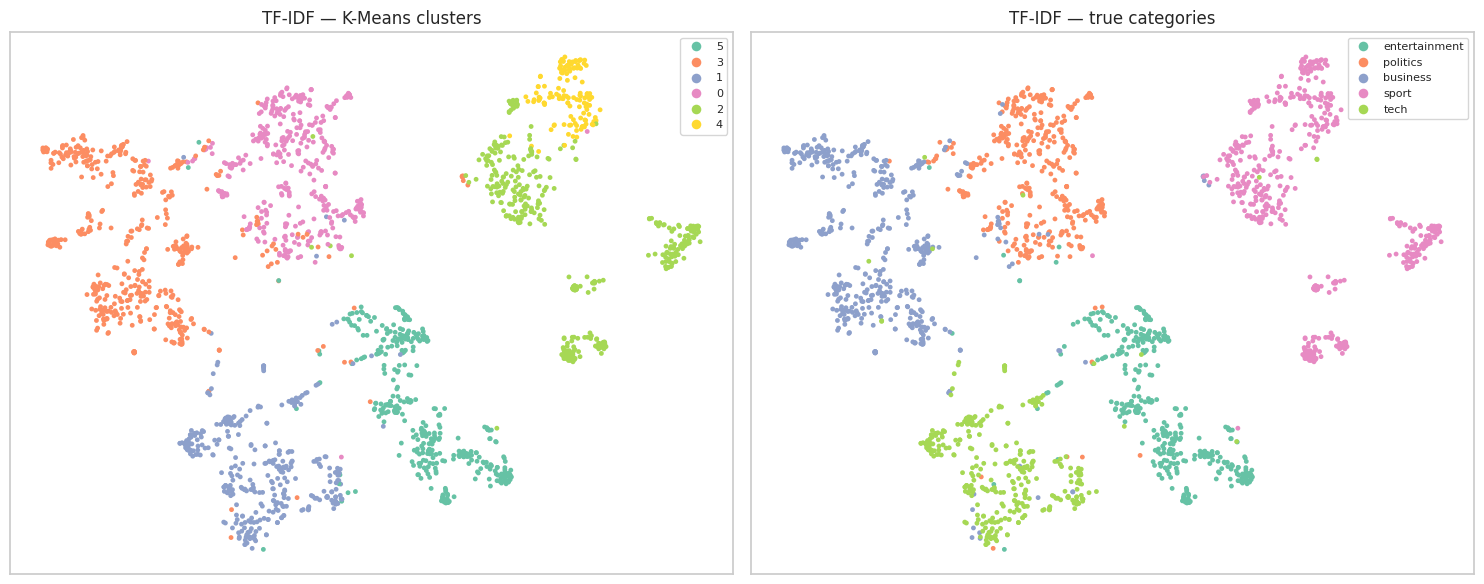 TF-IDF — K-Means clusters
5
3
1
0
2
4
TF-IDF — true categories
entertainment
politics
business
sport
tech